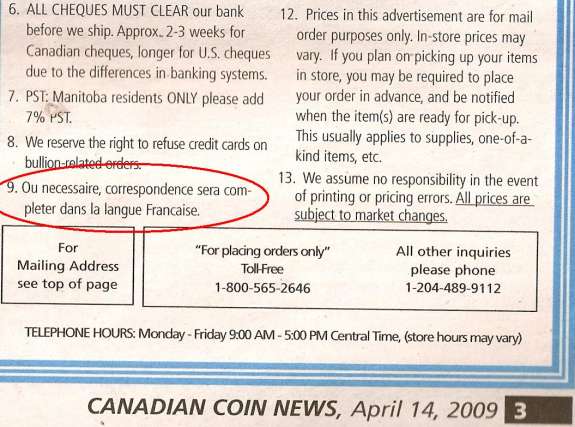 6. ALL CHEQUES MUST CLEAR our bank
before we ship. Approx. 2-3 weeks for
Canadian cheques, longer for U.S. cheques
due to the differences in banking systems.
7. PST: Manitoba residents ONLY please add
7% PST.
8. We reserve the right to refuse credit cards on
bullion-related orders.
9. Ou necessaire, correspondence sera com-
pleter dans la langue Francaise.
12. Prices in this advertisement are for mail
order purposes only. In-store prices may
vary. If you plan on picking up your items
in store, you may be required to place
your order in advance, and be notified
when the item(s) are ready for pick-up.
This usually applies to supplies, one-of-a-
kind items, etc.
13. We assume no responsibility in the event
of printing or pricing errors. All prices are
subject to market changes.
For
Mailing Address
see top of page
"For placing orders only"
Toll-Free
1-800-565-2646
All other inquiries
please phone
1-204-489-9112
TELEPHONE HOURS: Monday - Friday 9:00 AM - 5:00 PM Central Time, (store hours may vary)
CANADIAN COIN NEWS, April 14, 2009 3